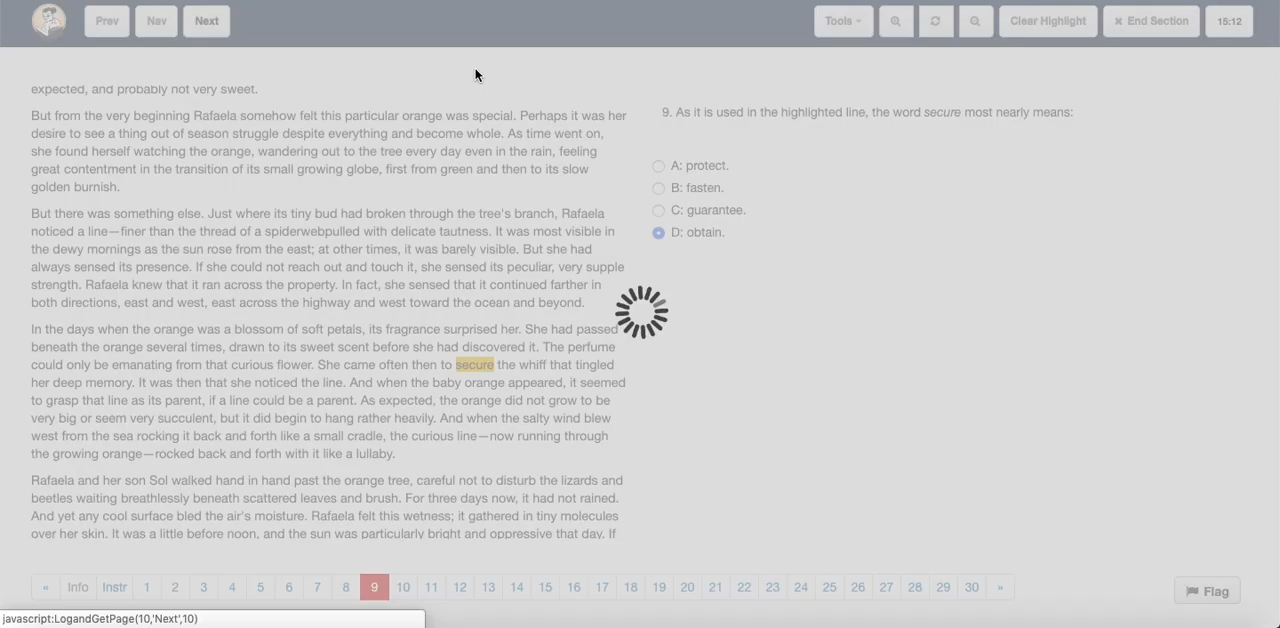 Prev Nav Next Tools Clear Highlight End Section 15:12
expected, and probably not very sweet.
But from the very beginning Rafaela somehow felt this particular orange was special. Perhaps it was her
desire to see a thing out of season struggle despite everything and become whole. As time went on,
she found herself watching the orange, wandering out to the tree every day even in the rain, feeling
great contentment in the transition of its small growing globe, first from green and then to its slow
golden burnish.
But there was something else. Just where its tiny bud had broken through the tree's branch, Rafaela
noticed a line—finer than the thread of a spiderwebpulled with delicate tautness. It was most visible in
the dewy mornings as the sun rose from the east; at other times, it was barely visible. But she had
always sensed its presence. If she could not reach out and touch it, she sensed its peculiar, very supple
strength. Rafaela knew that it ran across the property. In fact, she sensed that it continued farther in
both directions, east and west, east across the highway and west toward the ocean and beyond.
In the days when the orange was a blossom of soft petals, its fragrance surprised her. She had passed
beneath the orange several times, drawn to its sweet scent before she had discovered it. The perfume
could only be emanating from that curious flower. She came often then to secure the whiff that tingled
her deep memory. It was then that she noticed the line. And when the baby orange appeared, it seemed
to grasp that line as its parent, if a line could be a parent. As expected, the orange did not grow to be
very big or seem very succulent, but it did begin to hang rather heavily. And when the salty wind blew
west from the sea rocking it back and forth like a small cradle, the curious line—now running through
the growing orange—rocked back and forth with it like a lullaby.
Rafaela and her son Sol walked hand in hand past the orange tree, careful not to disturb the lizards and
beetles waiting breathlessly beneath scattered leaves and brush. For three days now, it had not rained.
And yet any cool surface bled the air's moisture. Rafaela felt this wetness; it gathered in tiny molecules
over her skin. It was a little before noon, and the sun was particularly bright and oppressive that day. If
9. As it is used in the highlighted line, the word secure most nearly means:
A: protect.
B: fasten.
C: guarantee.
D: obtain.
« Info Instr 1 2 3 4 5 6 7 8 9 10 11 12 13 14 15 16 17 18 19 20 21 22 23 24 25 26 27 28 29 30 »
Flag
javascript:LogandGetPage(10,'Next',10)